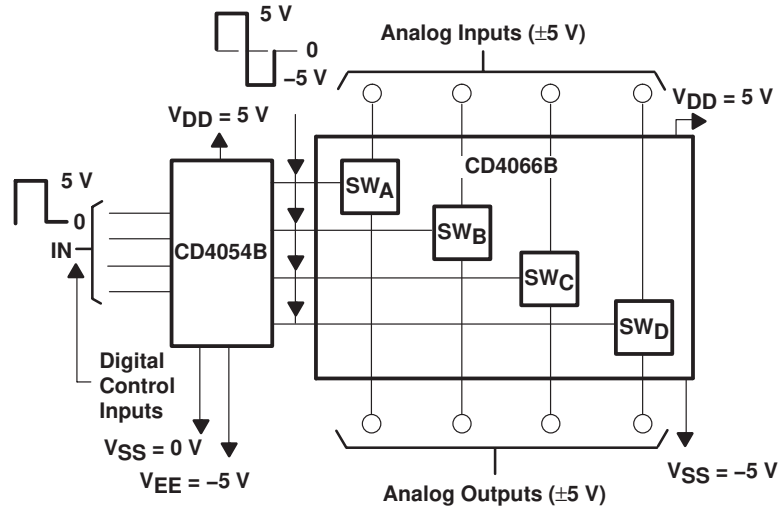 5 V
0
−5 V
Analog Inputs (±5 V)
VDD = 5 V
VDD = 5 V
5 V
0
IN
CD4054B
CD4066B
SWA
SWB
SWC
SWD
Digital
Control
Inputs
VSS = 0 V
VEE = −5 V
VSS = −5 V
Analog Outputs (±5 V)